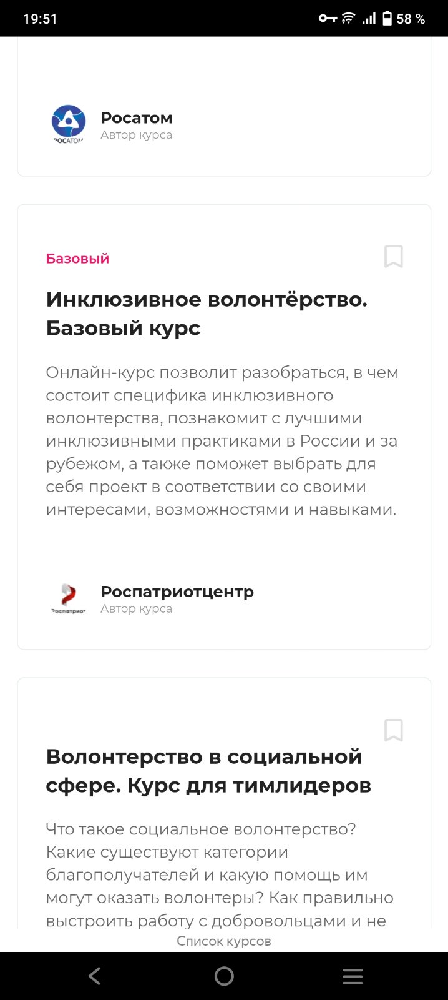 19:51
58 %
РОСАТОМ
Росатом
Автор курса
Базовый
Инклюзивное волонтёрство.
Базовый курс
Онлайн-курс позволит разобраться, в чем
состоит специфика инклюзивного
волонтерства, познакомит с лучшими
инклюзивными практиками в России и за
рубежом, а также поможет выбрать для
себя проект в соответствии со своими
интересами, возможностями и навыками.
Роспатриотцентр
Автор курса
Волонтерство в социальной
сфере. Курс для тимлидеров
Что такое социальное волонтерство?
Какие существуют категории
благополучателей и какую помощь им
могут оказать волонтеры? Как правильно
выстроить работу с добровольцами и не
Список курсов